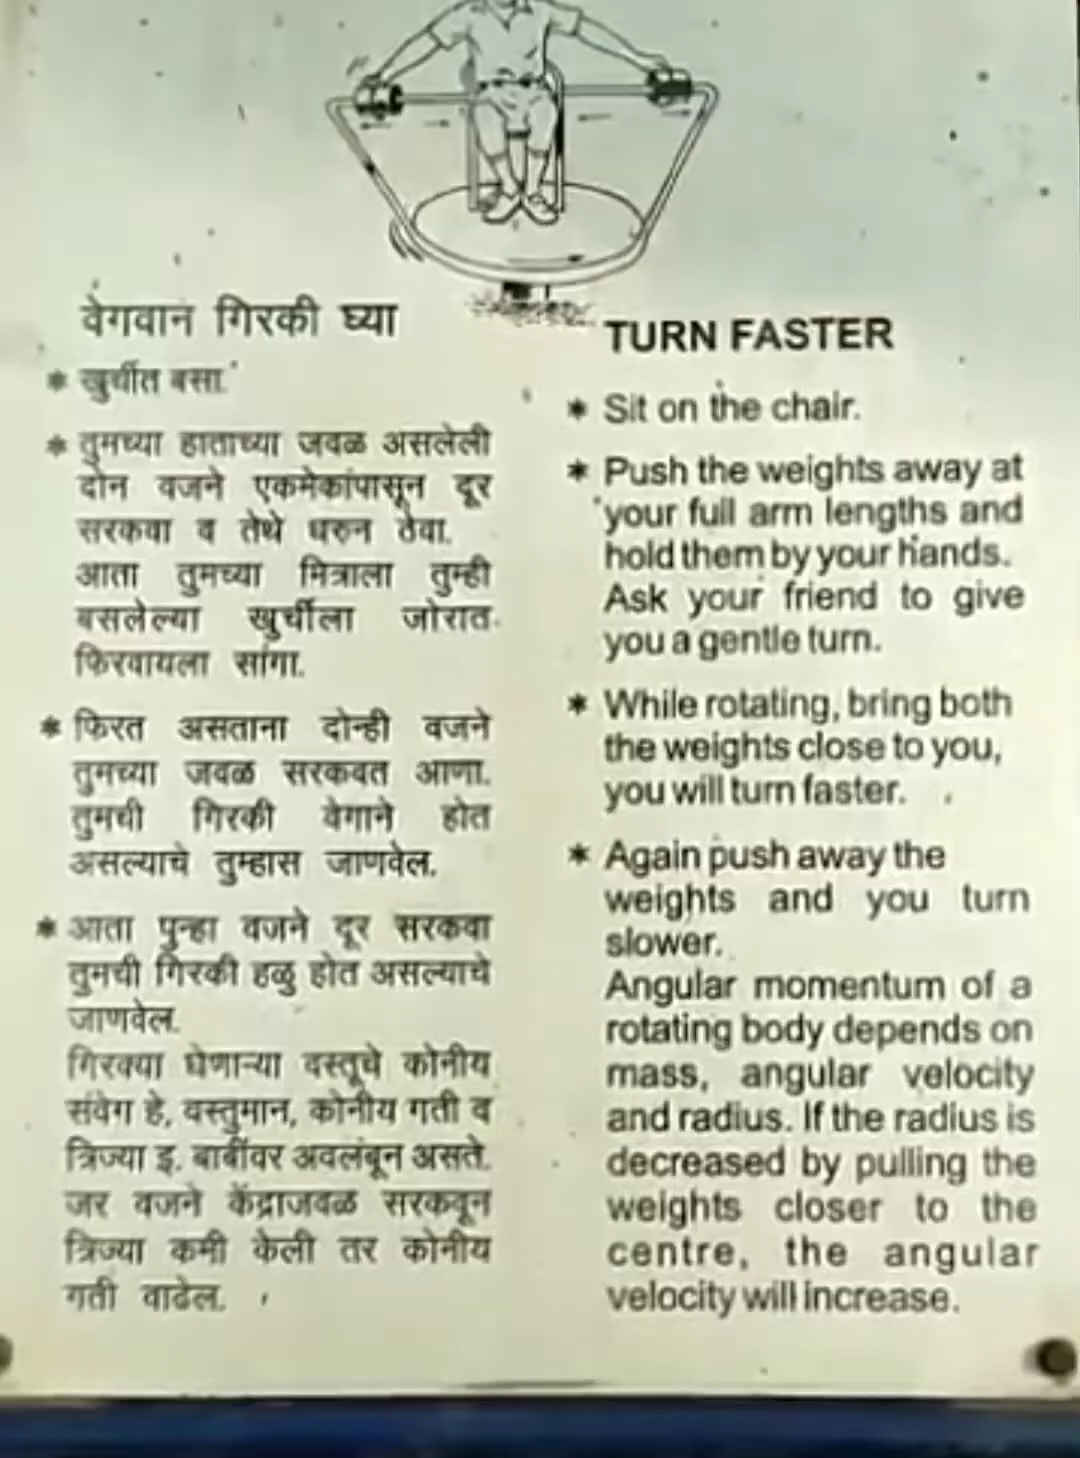 वेगवान गिरकी घ्या
* खुर्चीत बसा.
* तुमच्या हाताच्या जवळ असलेली
दोन वजने एकमेकांपासून दूर
सरकवा व तेथे धरुन ठेवा.
आता तुमच्या मित्राला तुम्ही
बसलेल्या खुर्चीला जोरात
फिरवायला सांगा.
* फिरत असताना दोन्ही वजने
तुमच्या जवळ सरकवत आणा.
तुमची गिरकी वेगाने होत
असल्याचे तुम्हास जाणवेल.
* आता पुन्हा वजने दूर सरकवा
तुमची गिरकी हळु होत असल्याचे
जाणवेल.
गिरक्या घेणाऱ्या वस्तूचे कोनीय
संवेग हे, वस्तुमान, कोनीय गती व
त्रिज्या इ. बाबींवर अवलंबून असते.
जर वजने केंद्राजवळ सरकवून
त्रिज्या कमी केली तर कोनीय
गती वाढेल.
TURN FASTER
* Sit on the chair.
* Push the weights away at
your full arm lengths and
hold them by your hands.
Ask your friend to give
you a gentle turn.
* While rotating, bring both
the weights close to you,
you will turn faster.
* Again push away the
weights and you turn
slower.
Angular momentum of a
rotating body depends on
mass, angular velocity
and radius. If the radius is
decreased by pulling the
weights closer to the
centre, the angular
velocity will increase.